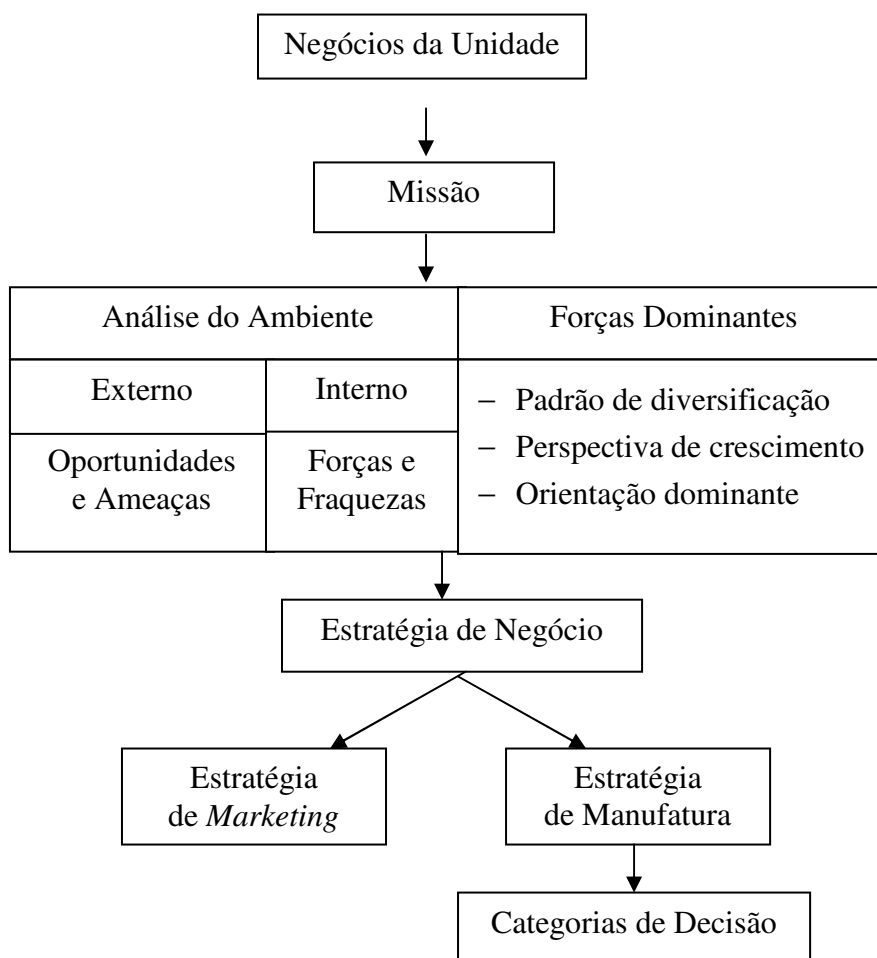 Negócios da Unidade
Missão
Análise do Ambiente
Forças Dominantes
Externo
Interno
Oportunidades
e Ameaças
Forças e
Fraquezas
− Padrão de diversificação
− Perspectiva de crescimento
− Orientação dominante
Estratégia de Negócio
Estratégia
de Marketing
Estratégia
de Manufatura
Categorias de Decisão